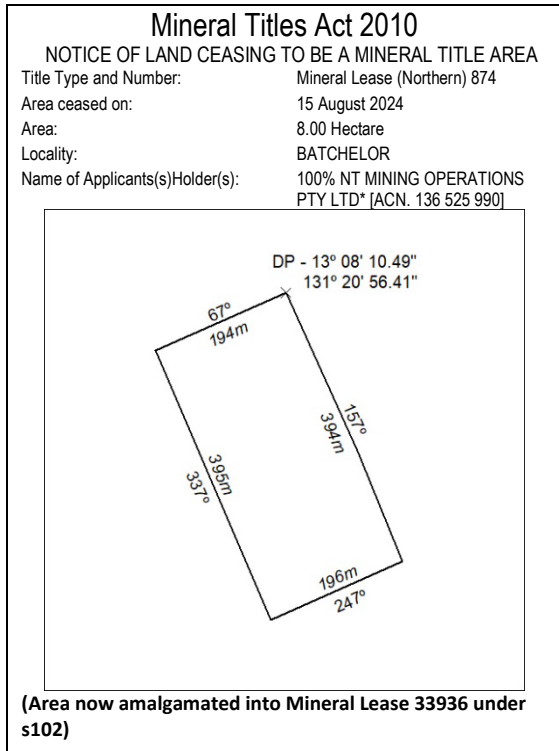 Mineral Titles Act 2010
NOTICE OF LAND CEASING TO BE A MINERAL TITLE AREA
Title Type and Number: Mineral Lease (Northern) 874
Area ceased on: 15 August 2024
Area: 8.00 Hectare
Locality: BATCHELOR
Name of Applicants(s)Holder(s): 100% NT MINING OPERATIONS
PTY LTD* [ACN. 136 525 990]
DP - 13° 08' 10.49"
131° 20' 56.41"
67°
194m
157°
394m
395m
337°
196m
247°
(Area now amalgamated into Mineral Lease 33936 under
s102)